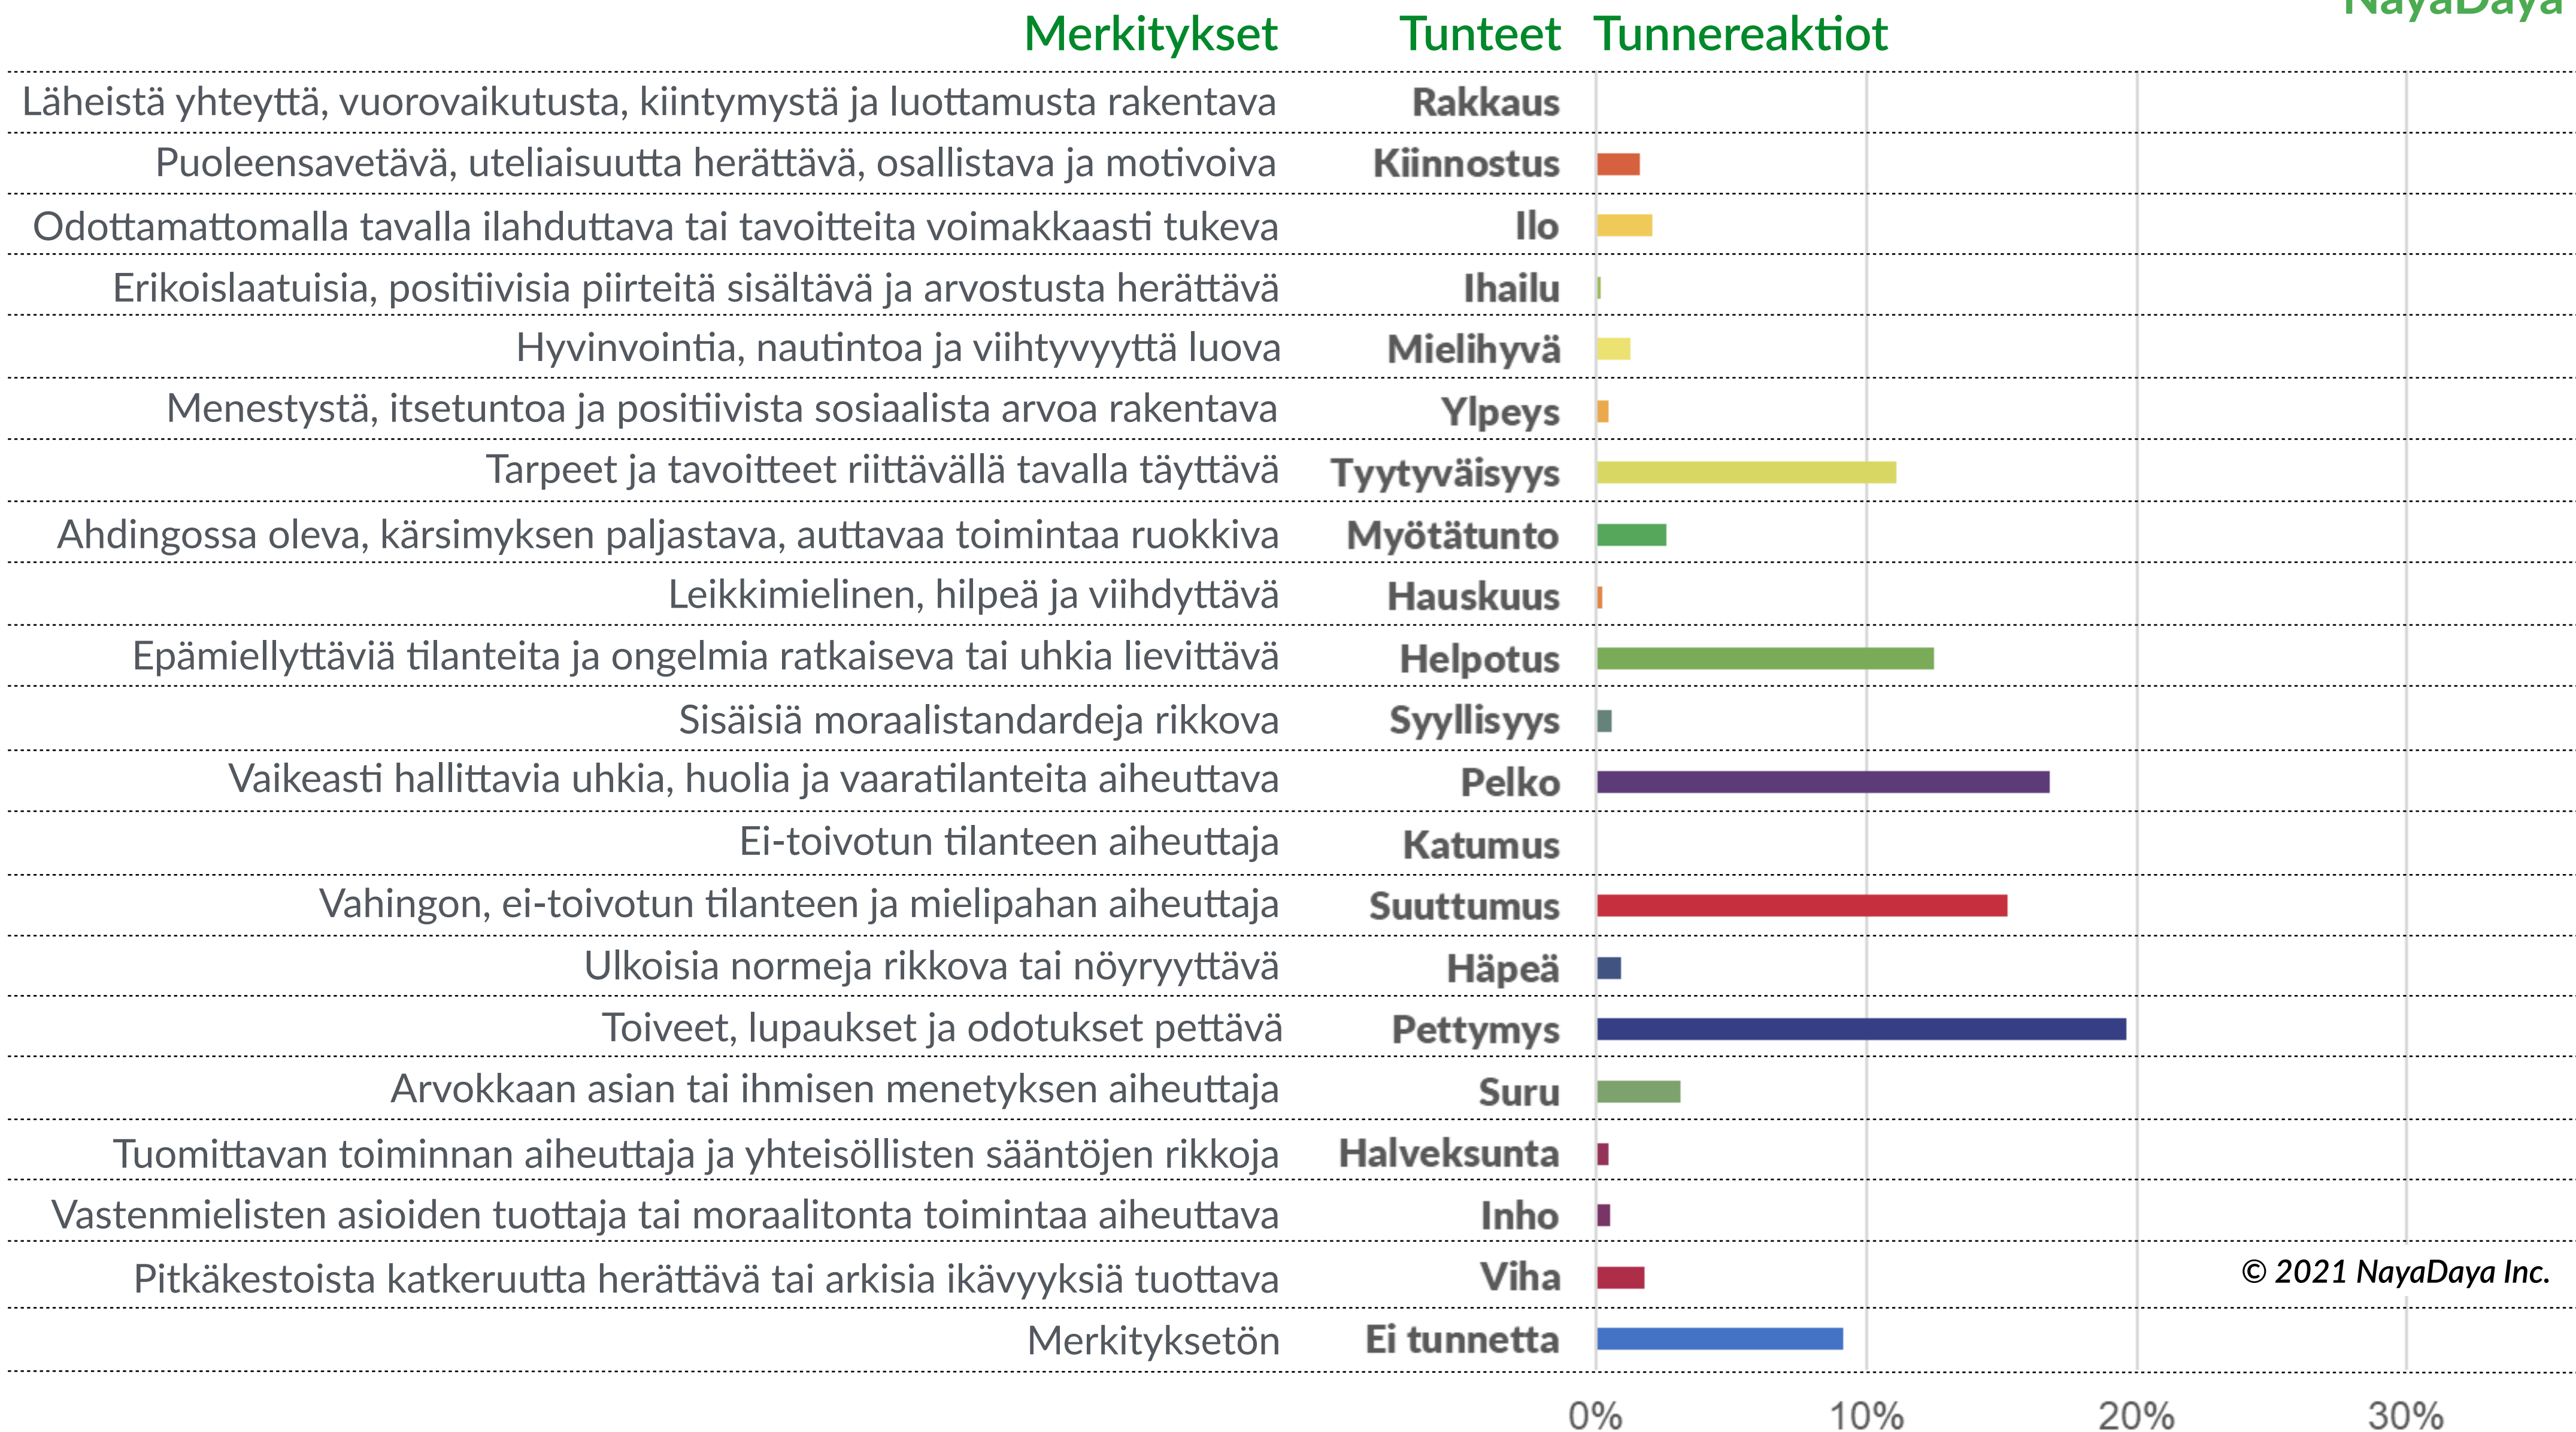 NayaDaya
Merkitykset Tunteet Tunnereaktiot
Läheistä yhteyttä, vuorovaikutusta, kiintymystä ja luottamusta rakentava Rakkaus
Puoleensavetävä, uteliaisuutta herättävä, osallistava ja motivoiva Kiinnostus
Odottamattomalla tavalla ilahduttava tai tavoitteita voimakkaasti tukeva Ilo
Erikoislaatuisia, positiivisia piirteitä sisältävä ja arvostusta herättävä Ihailu
Hyvinvointia, nautintoa ja viihtyvyyttä luova Mielihyvä
Menestystä, itsetuntoa ja positiivista sosiaalista arvoa rakentava Ylpeys
Tarpeet ja tavoitteet riittävällä tavalla täyttävä Tyytyväisyys
Ahdingossa oleva, kärsimyksen paljastava, auttavaa toimintaa ruokkiva Myötätunto
Leikkimielinen, hilpeä ja viihdyttävä Hauskuus
Epämiellyttäviä tilanteita ja ongelmia ratkaiseva tai uhkia lievittävä Helpotus
Sisäisiä moraalistandardeja rikkova Syyllisyys
Vaikeasti hallittavia uhkia, huolia ja vaaratilanteita aiheuttava Pelko
Ei-toivotun tilanteen aiheuttaja Katumus
Vahingon, ei-toivotun tilanteen ja mielipahan aiheuttaja Suuttumus
Ulkoisia normeja rikkova tai nöyryyttävä Häpeä
Toiveet, lupaukset ja odotukset pettävä Pettymys
Arvokkaan asian tai ihmisen menetyksen aiheuttaja Suru
Tuomittavan toiminnan aiheuttaja ja yhteisöllisten sääntöjen rikkoja Halveksunta
Vastenmielisten asioiden tuottaja tai moraalitonta toimintaa aiheuttava Inho
Pitkäkestoista katkeruutta herättävä tai arkisia ikävyyksiä tuottava Viha
© 2021 NayaDaya Inc.
Merkityksetön Ei tunnetta
0% 10% 20% 30%